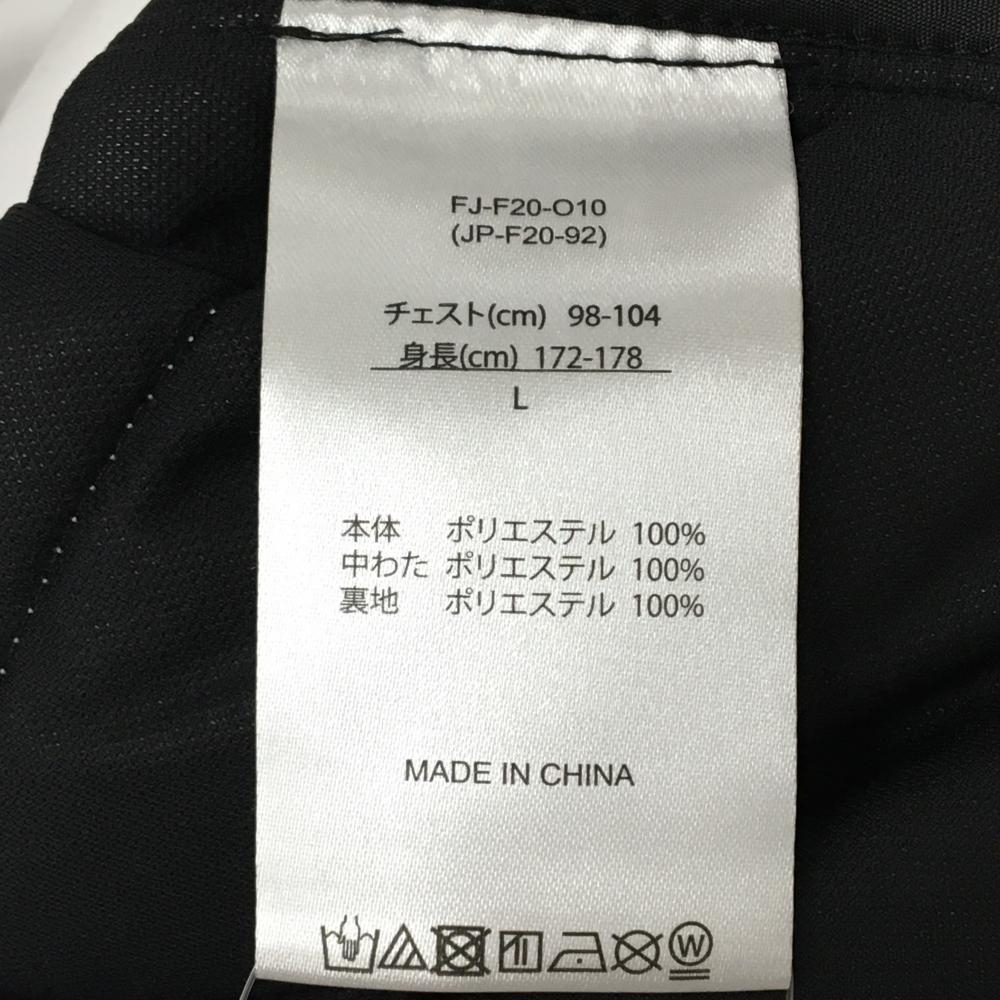 FJ-F20-O10
(JP-F20-92)
チェスト(cm) 98-104
身長(cm) 172-178
L
本体 ポリエステル 100%
中わた ポリエステル 100%
裏地 ポリエステル 100%
MADE IN CHINA
W